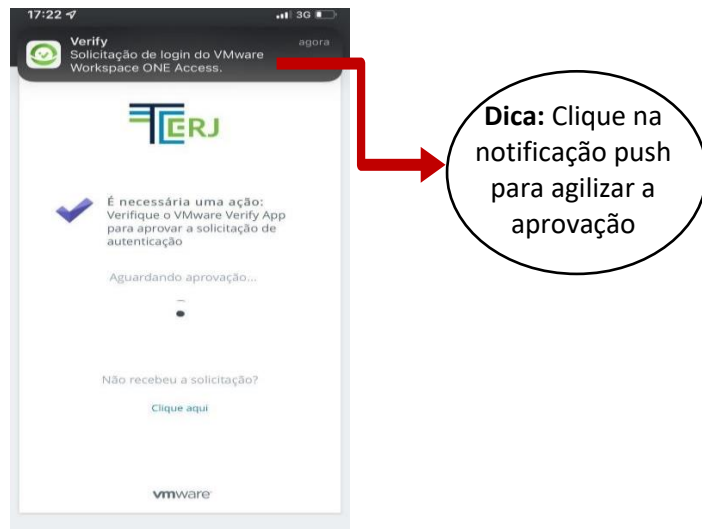 17:22
3G
Verify
agora
Solicitação de login do VMware
Workspace ONE Access.
TCERJ
É necessária uma ação:
Verifique o VMware Verify App
para aprovar a solicitação de
autenticação
Aguardando aprovação...
Não recebeu a solicitação?
Clique aqui
vmware
Dica: Clique na
notificação push
para agilizar a
aprovação